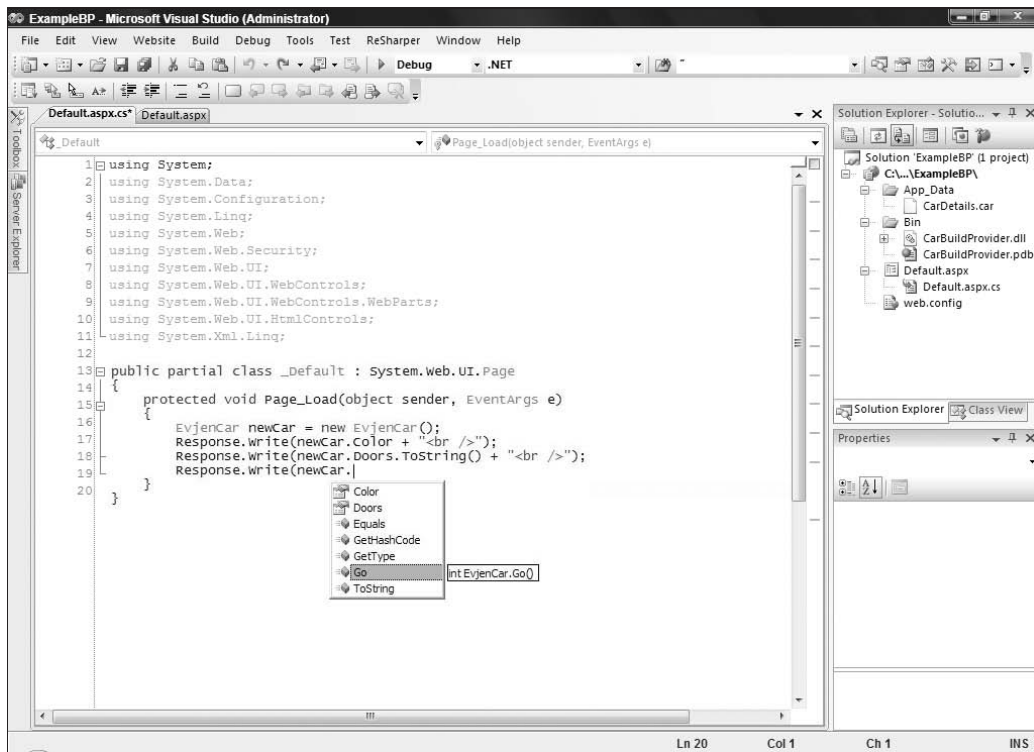 ExampleBP - Microsoft Visual Studio (Administrator)
File Edit View Website Build Debug Tools Test ReSharper Window Help
Debug .NET
Toolbox
Server Explorer
Default.aspx.cs* Default.aspx
_Default Page_Load(object sender, EventArgs e)
1 using System;
2 using System.Data;
3 using System.Configuration;
4 using System.Linq;
5 using System.Web;
6 using System.Web.Security;
7 using System.Web.UI;
8 using System.Web.UI.WebControls;
9 using System.Web.UI.WebControls.WebParts;
10 using System.Web.UI.HtmlControls;
11 using System.Xml.Linq;
12
13 public partial class _Default : System.Web.UI.Page
14 {
15 protected void Page_Load(object sender, EventArgs e)
16 {
17 EvjenCar newCar = new EvjenCar();
18 Response.Write(newCar.Color + "<br />");
19 Response.Write(newCar.Doors.ToString() + "<br />");
20 Response.Write(newCar.
}
}
Color
Doors
Equals
GetHashCode
GetType
Go int EvjenCar.Go()
ToString
Solution Explorer - Solutio...
Solution 'ExampleBP' (1 project)
C:\...\ExampleBP\
App_Data
CarDetails.car
Bin
CarBuildProvider.dll
CarBuildProvider.pdb
Default.aspx
Default.aspx.cs
web.config
Solution Explorer Class View
Properties
Ln 20 Col 1 Ch 1 INS